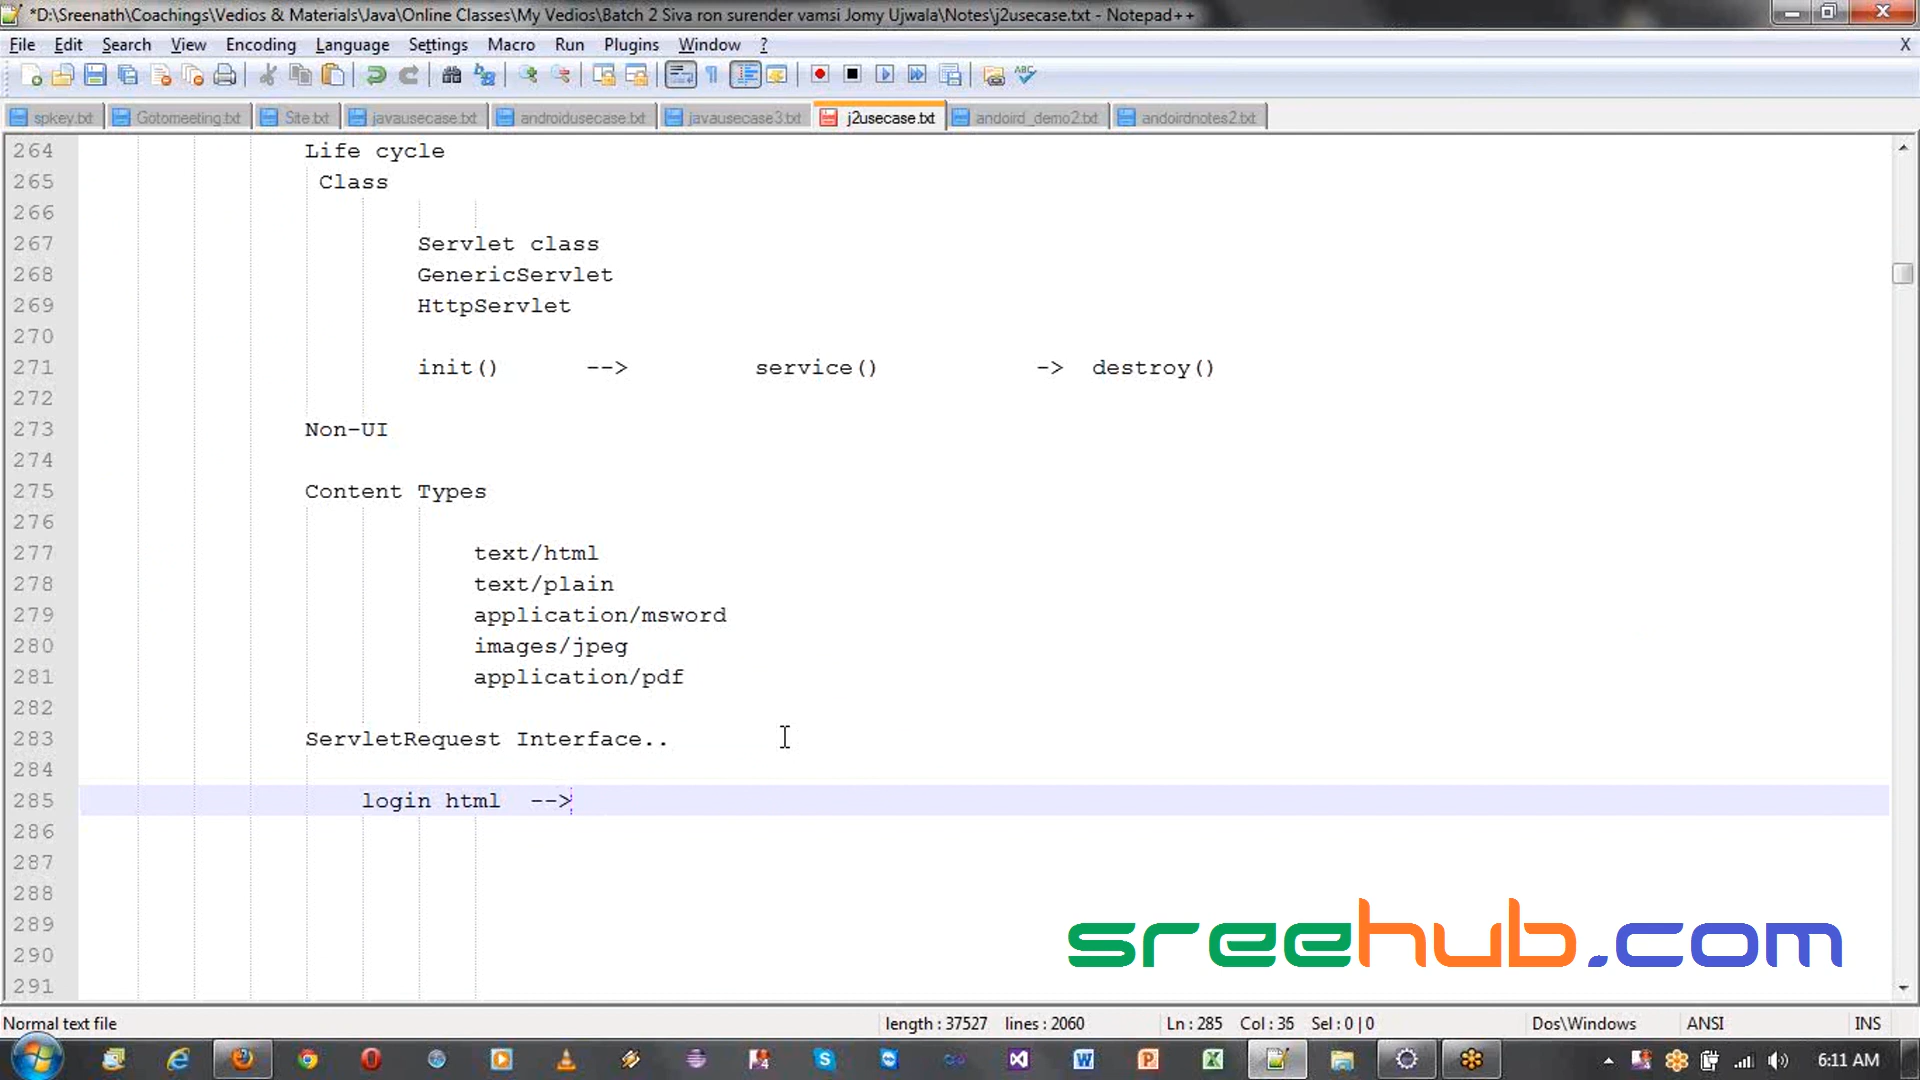 *D:\Sreenath\Coachings\Vedios & Materials\Java\Online Classes\My Vedios\Batch 2 Siva ron surender vamsi Jomy Ujwala\Notes\j2usecase.txt - Notepad++
File Edit Search View Encoding Language Settings Macro Run Plugins Window ? X
spkey.txt Gotomeeting.txt Site.txt javausecase.txt androidusecase.txt javausecase3.txt j2usecase.txt andoird_demo2.txt andoirdnotes2.txt
264 Life cycle
265 Class
266
267 Servlet class
268 GenericServlet
269 HttpServlet
270
271 init() --> service() -> destroy()
272
273 Non-UI
274
275 Content Types
276
277 text/html
278 text/plain
279 application/msword
280 images/jpeg
281 application/pdf
282
283 ServletRequest Interface..
284
285 login html -->
286
287
288
289
290
291
sreehub.com
Normal text file length : 37527 lines : 2060 Ln : 285 Col : 35 Sel : 0 | 0 Dos\Windows ANSI INS
6:11 AM